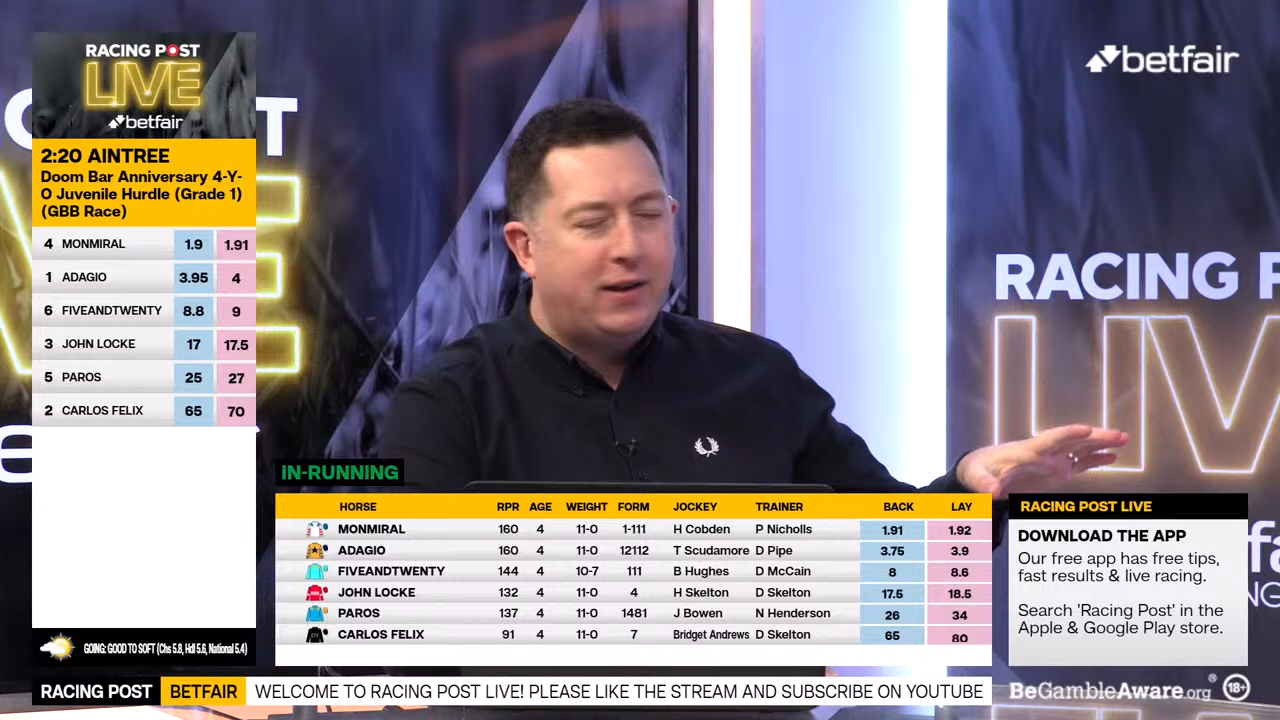 RACING POST
LIVE
betfair
betfair
2:20 AINTREE
Doom Bar Anniversary 4-Y-
O Juvenile Hurdle (Grade 1)
(GBB Race)
4 MONMIRAL 1.9 1.91
1 ADAGIO 3.95 4
6 FIVEANDTWENTY 8.8 9
3 JOHN LOCKE 17 17.5
5 PAROS 25 27
2 CARLOS FELIX 65 70
GOING: GOOD TO SOFT (Chs 5.8, Hdl 5.6, National 5.4)
RACING P
LIV
IN-RUNNING
HORSE RPR AGE WEIGHT FORM JOCKEY TRAINER BACK LAY
MONMIRAL 160 4 11-0 1-111 H Cobden P Nicholls 1.91 1.92
ADAGIO 160 4 11-0 12112 T Scudamore D Pipe 3.75 3.9
FIVEANDTWENTY 144 4 10-7 111 B Hughes D McCain 8 8.6
JOHN LOCKE 132 4 11-0 4 H Skelton D Skelton 17.5 18.5
PAROS 137 4 11-0 1481 J Bowen N Henderson 26 34
CARLOS FELIX 91 4 11-0 7 Bridget Andrews D Skelton 65 80
RACING POST LIVE
DOWNLOAD THE APP
Our free app has free tips,
fast results & live racing.
Search 'Racing Post' in the
Apple & Google Play store.
RACING POST BETFAIR WELCOME TO RACING POST LIVE! PLEASE LIKE THE STREAM AND SUBSCRIBE ON YOUTUBE
BeGambleAware.org® 18+